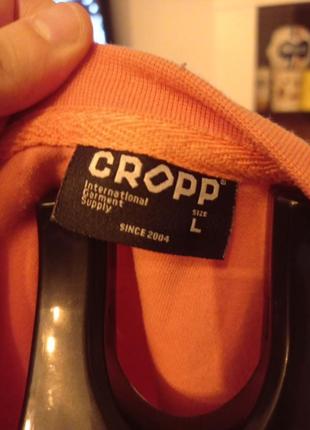 CROPP®
International
Garment
Supply
SIZE
L
SINCE 2004